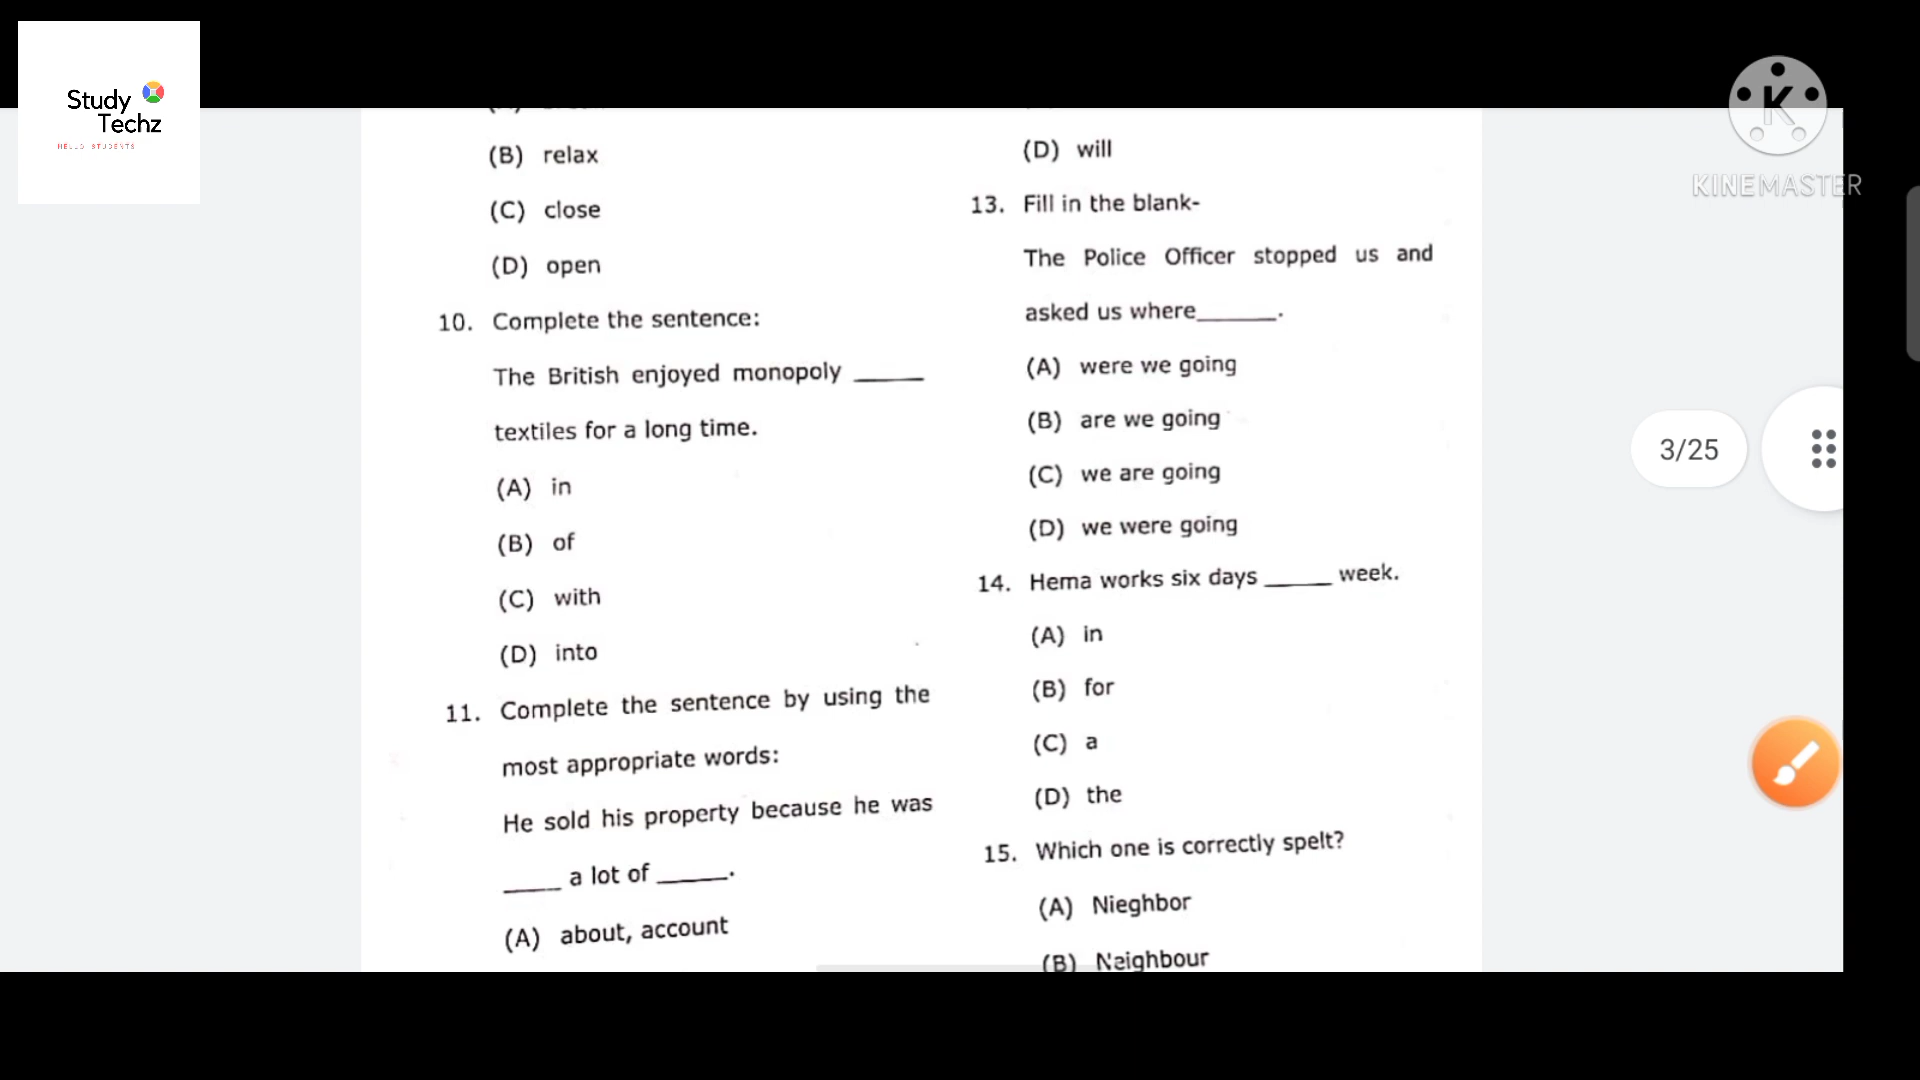 Study
Techz
HELLO STUDENTS
(B) relax
(C) close
(D) open
10. Complete the sentence:
The British enjoyed monopoly _____
textiles for a long time.
(A) in
(B) of
(C) with
(D) into
11. Complete the sentence by using the
most appropriate words:
He sold his property because he was
_____ a lot of ______.
(A) about, account
(D) will
13. Fill in the blank-
The Police Officer stopped us and
asked us where______.
(A) were we going
(B) are we going
(C) we are going
(D) we were going
14. Hema works six days _____ week.
(A) in
(B) for
(C) a
(D) the
15. Which one is correctly spelt?
(A) Nieghbor
(B) Neighbour
K
KINEMASTER
3/25